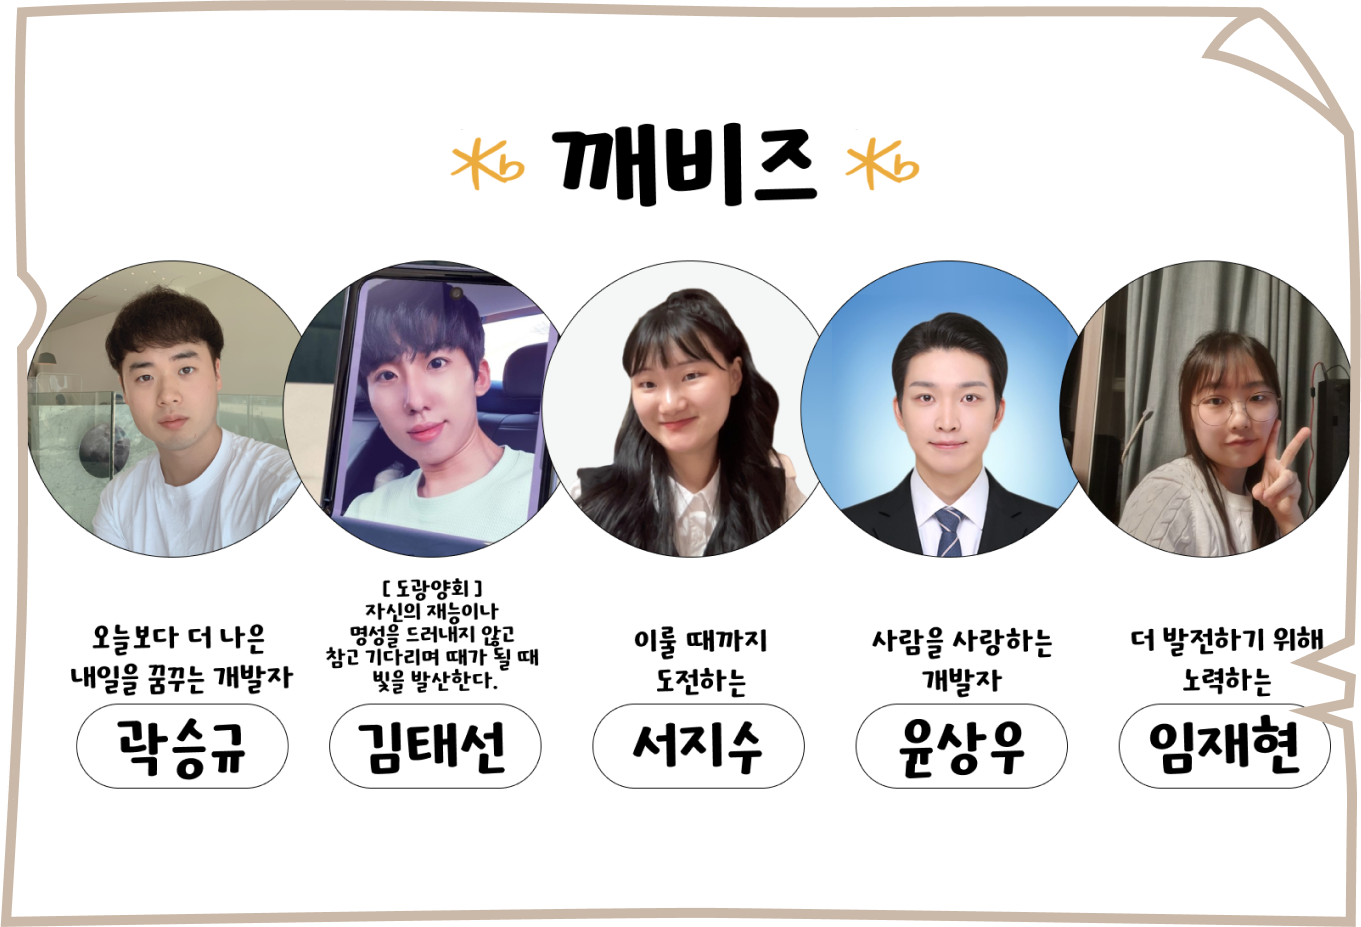 깨비즈
오늘보다 더 나은
내일을 꿈꾸는 개발자
곽승규
[ 도광양회 ]
자신의 재능이나
명성을 드러내지 않고
참고 기다리며 때가 될 때
빛을 발산한다.
김태선
이룰 때까지
도전하는
서지수
사람을 사랑하는
개발자
윤상우
더 발전하기 위해
노력하는
임재현